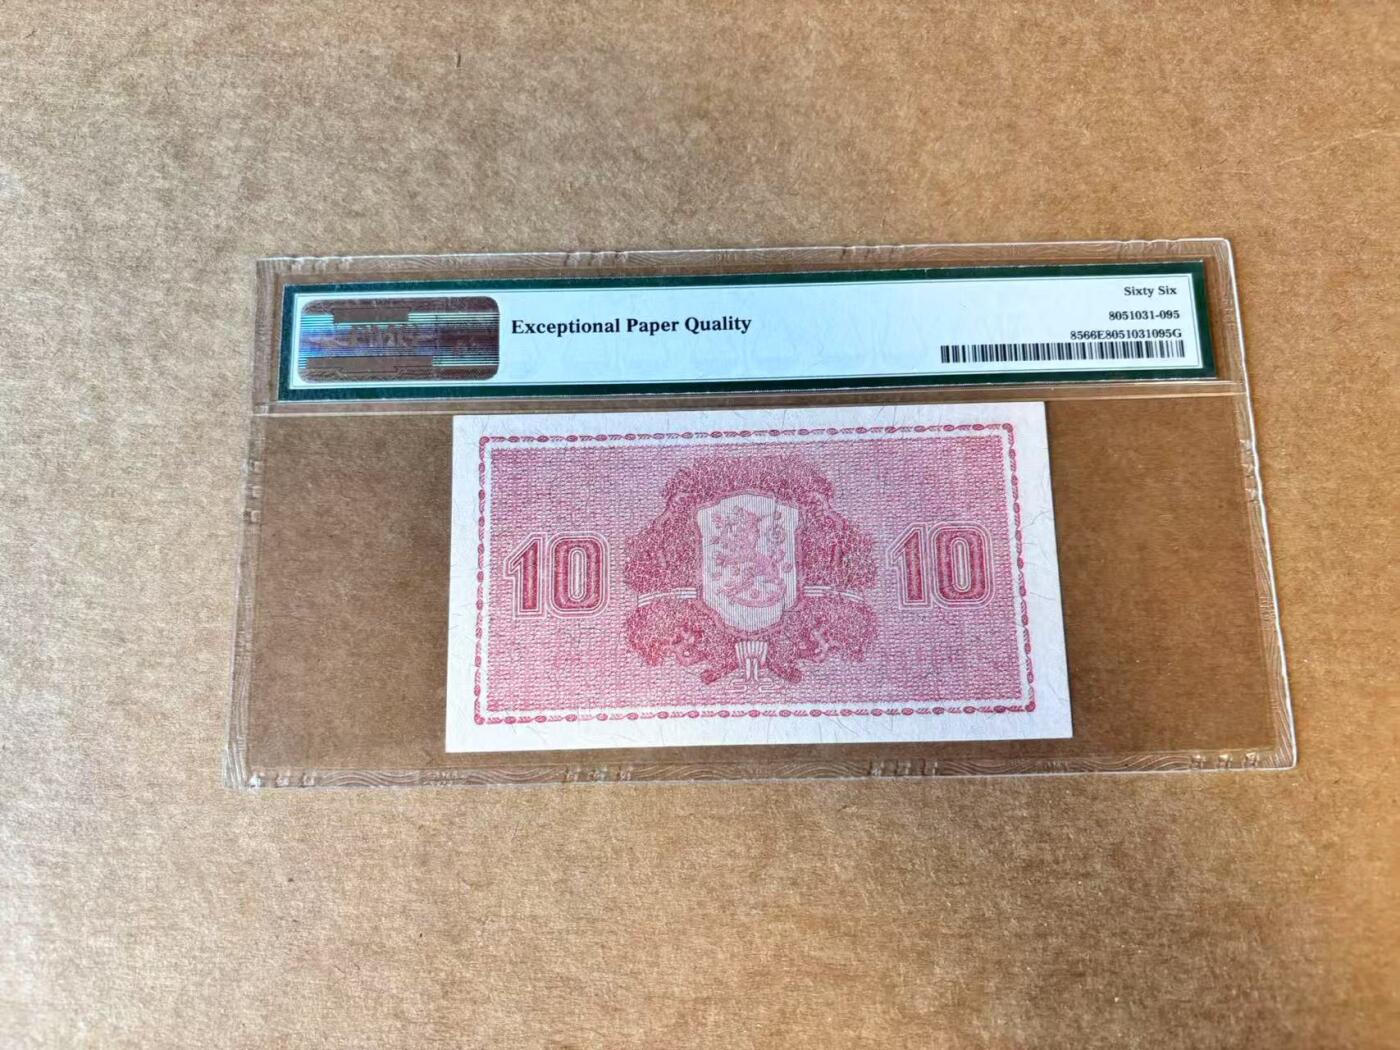 Exceptional Paper Quality
Sixty Six
8051031-095
8566E8051031095G
10
10